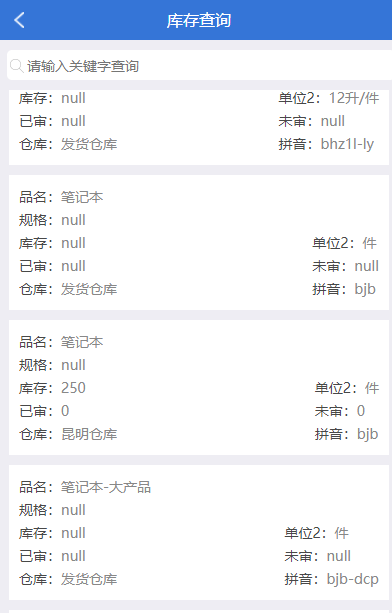 库存查询
请输入关键字查询
库存：null 单位2：12升/件
已审：null 未审：null
仓库：发货仓库 拼音：bhz1l-ly
品名：笔记本
规格：null
库存：null 单位2：件
已审：null 未审：null
仓库：发货仓库 拼音：bjb
品名：笔记本
规格：null
库存：250 单位2：件
已审：0 未审：0
仓库：昆明仓库 拼音：bjb
品名：笔记本-大产品
规格：null
库存：null 单位2：件
已审：null 未审：null
仓库：发货仓库 拼音：bjb-dcp